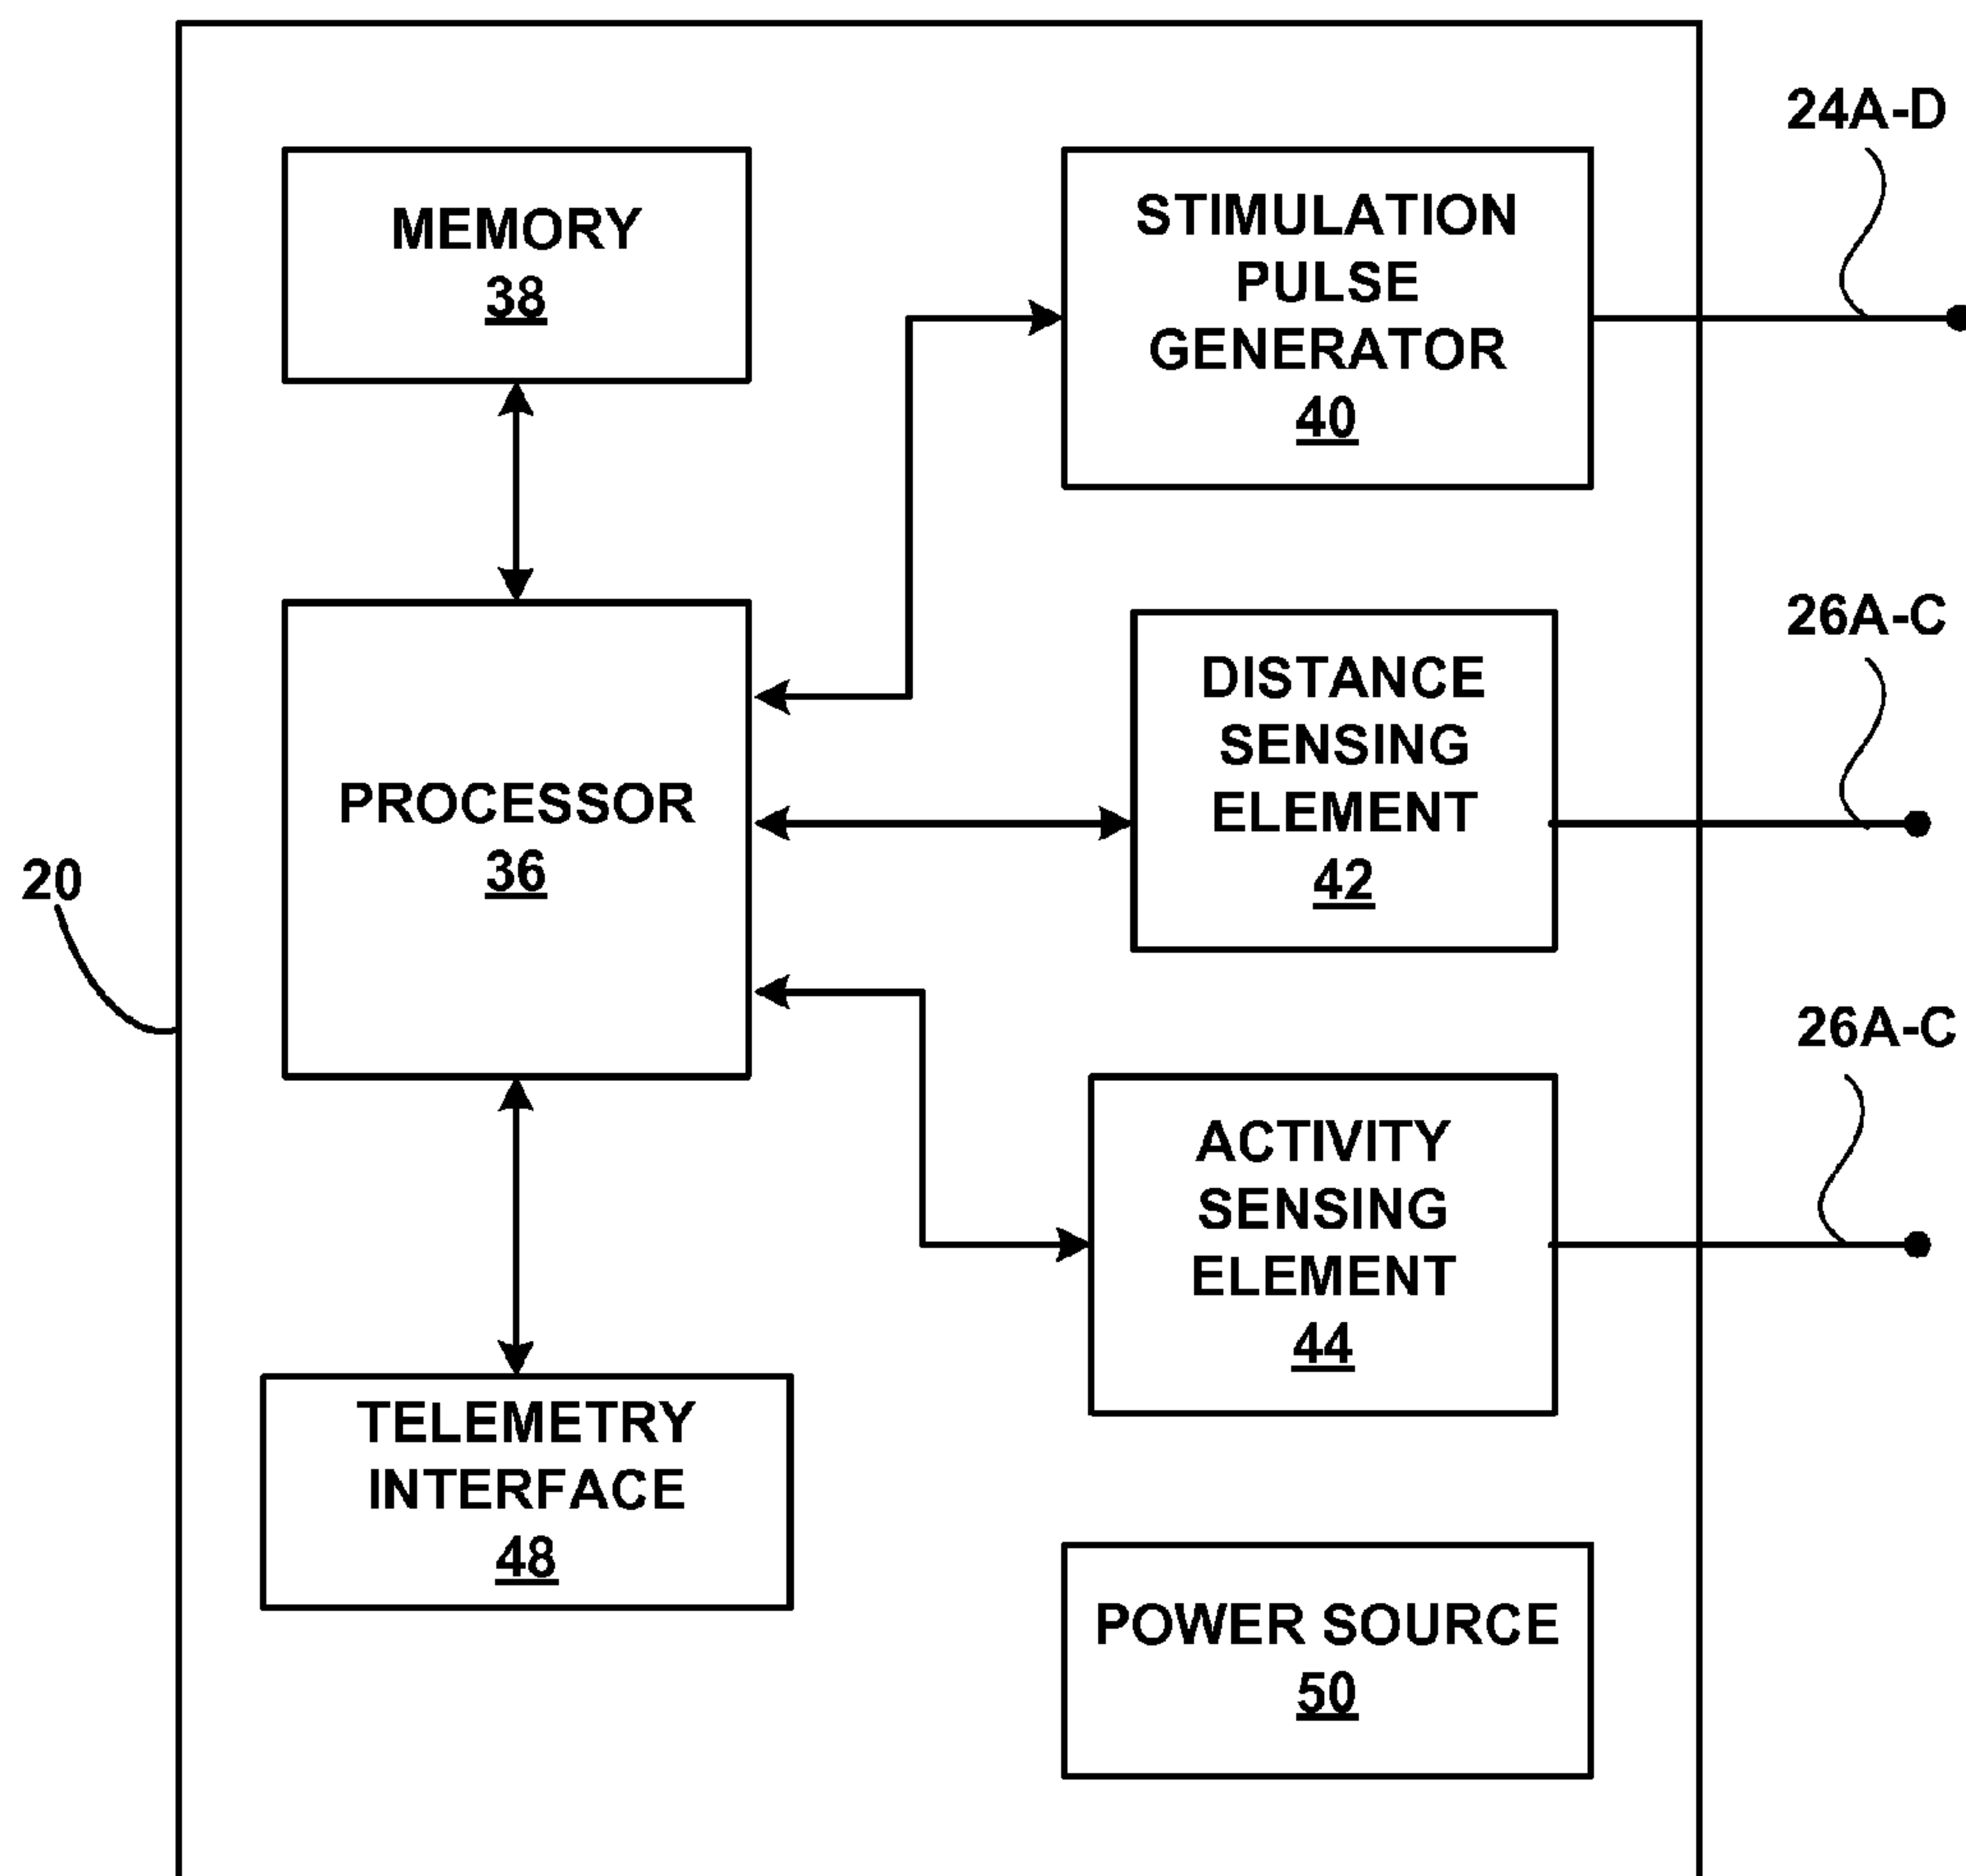 24A-D
MEMORY
38
STIMULATION
PULSE
GENERATOR
40
26A-C
DISTANCE
SENSING
ELEMENT
42
PROCESSOR
36
20
26A-C
ACTIVITY
SENSING
ELEMENT
44
TELEMETRY
INTERFACE
48
POWER SOURCE
50